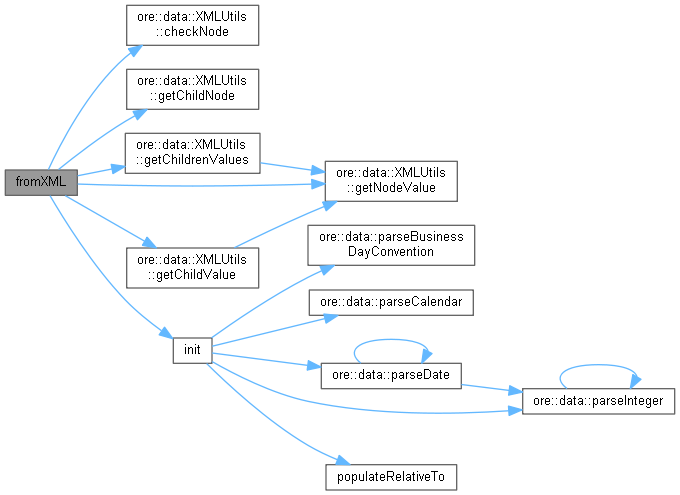 ore::data::XMLUtils
::checkNode
ore::data::XMLUtils
::getChildNode
ore::data::XMLUtils
::getChildrenValues
fromXML
ore::data::XMLUtils
::getNodeValue
ore::data::XMLUtils
::getChildValue
ore::data::parseBusiness
DayConvention
ore::data::parseCalendar
init
ore::data::parseDate
ore::data::parseInteger
populateRelativeTo